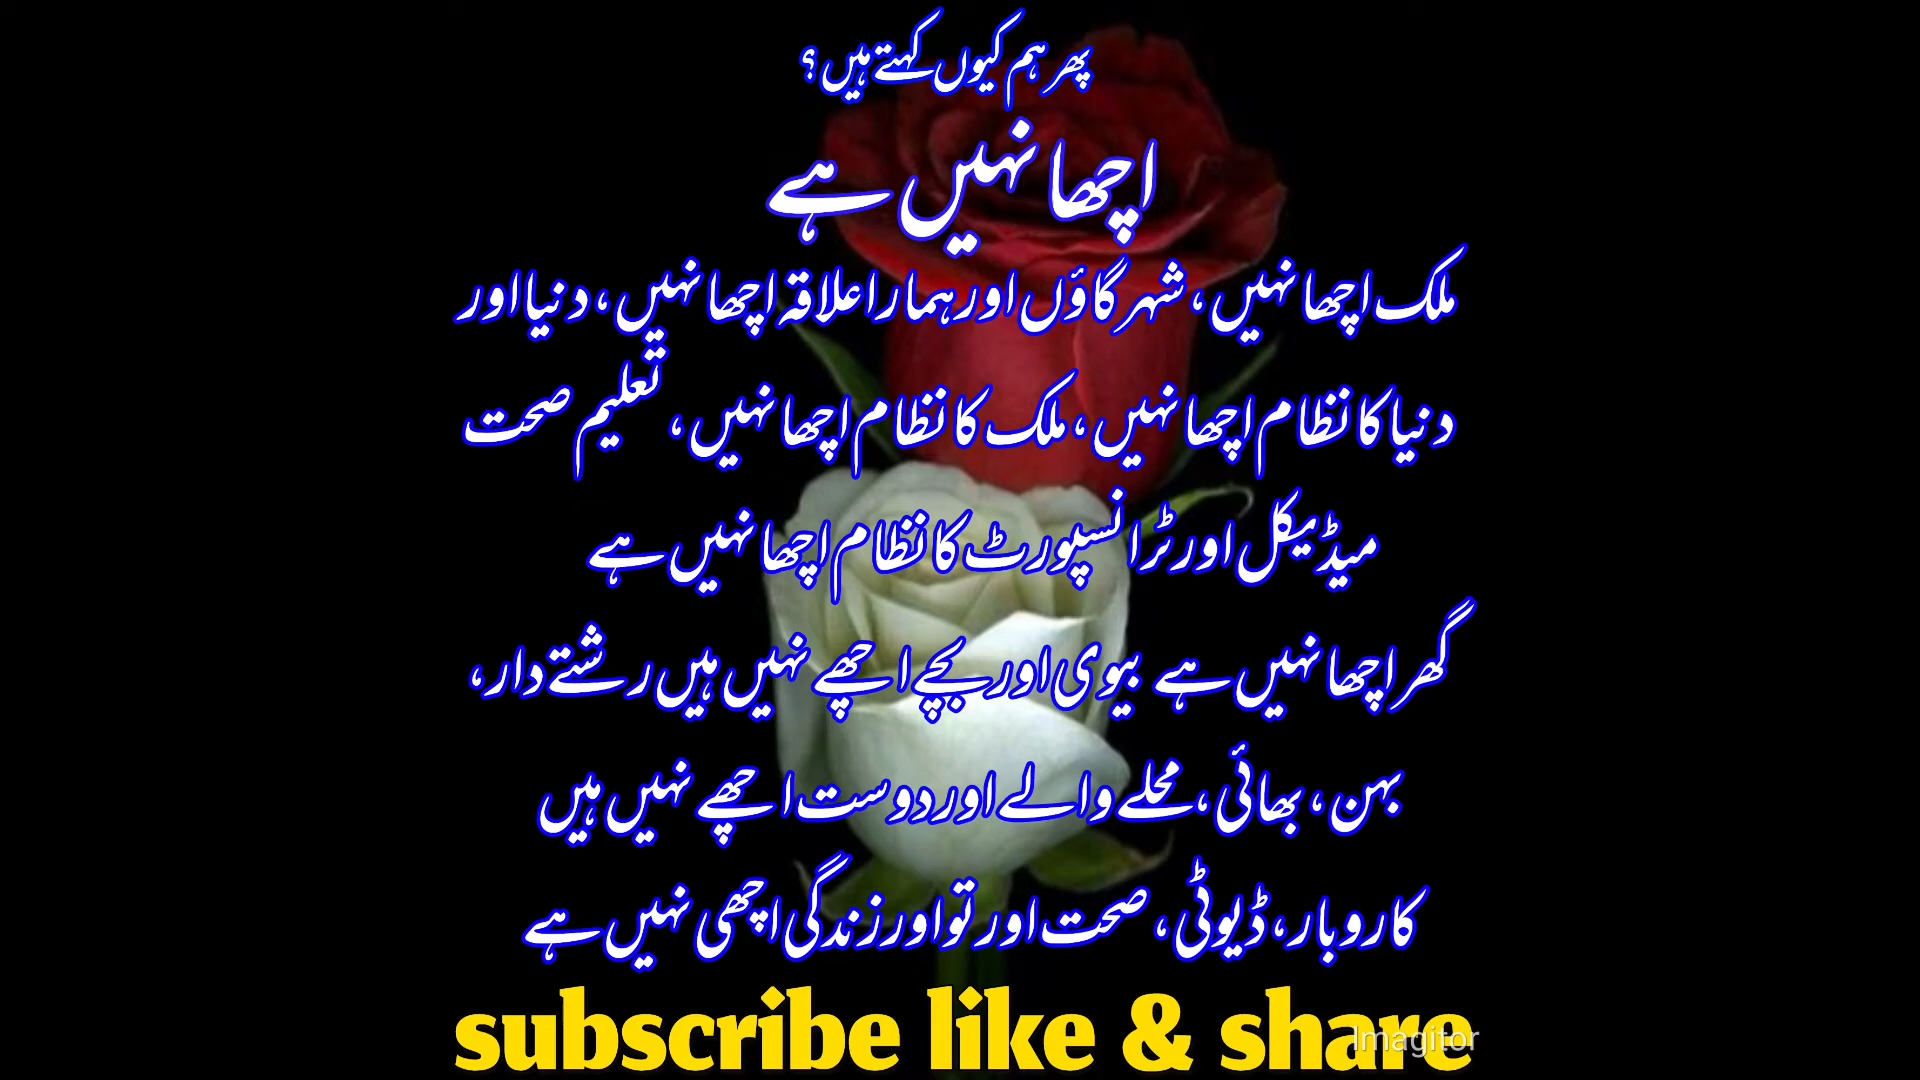 پھر ہم کیوں کہتے ہیں؟
اچھا نہیں ہے
ملک اچھا نہیں، شہر گاؤں اور ہمارا علاقہ اچھا نہیں، دنیا اور
دنیا کا نظام اچھا نہیں، ملک کا نظام اچھا نہیں، تعلیم صحت
میڈیکل اور ٹرانسپورٹ کا نظام اچھا نہیں ہے
گھر اچھا نہیں ہے بیوی اور بچے اچھے نہیں ہیں رشتے دار،
بہن، بھائی، محلے والے اور دوست اچھے نہیں ہیں
کاروبار، ڈیوٹی، صحت اور تو اور زندگی اچھی نہیں ہے
subscribe like & share
Imagitor